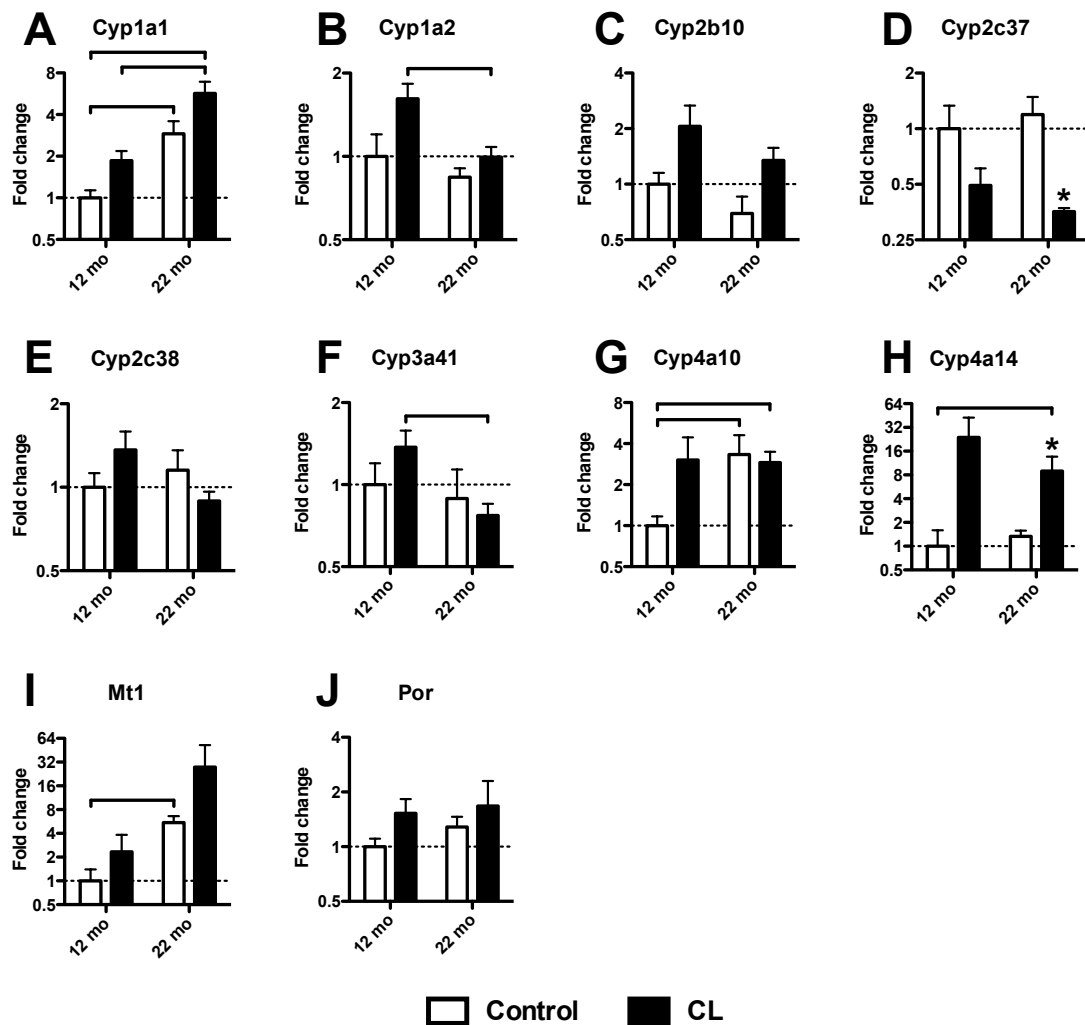 A Cyp1a1
Fold change
8
4
2
1
0.5
12 mo 22 mo
B Cyp1a2
Fold change
2
1
0.5
12 mo 22 mo
C Cyp2b10
Fold change
4
2
1
0.5
12 mo 22 mo
D Cyp2c37
Fold change
2
1
0.5
0.25
*
12 mo 22 mo
E Cyp2c38
Fold change
2
1
0.5
12 mo 22 mo
F Cyp3a41
Fold change
2
1
0.5
12 mo 22 mo
G Cyp4a10
Fold change
8
4
2
1
0.5
12 mo 22 mo
H Cyp4a14
Fold change
64
32
16
8
4
2
1
0.5
*
12 mo 22 mo
I Mt1
Fold change
64
32
16
8
4
2
1
0.5
12 mo 22 mo
J Por
Fold change
4
2
1
0.5
12 mo 22 mo
Control CL